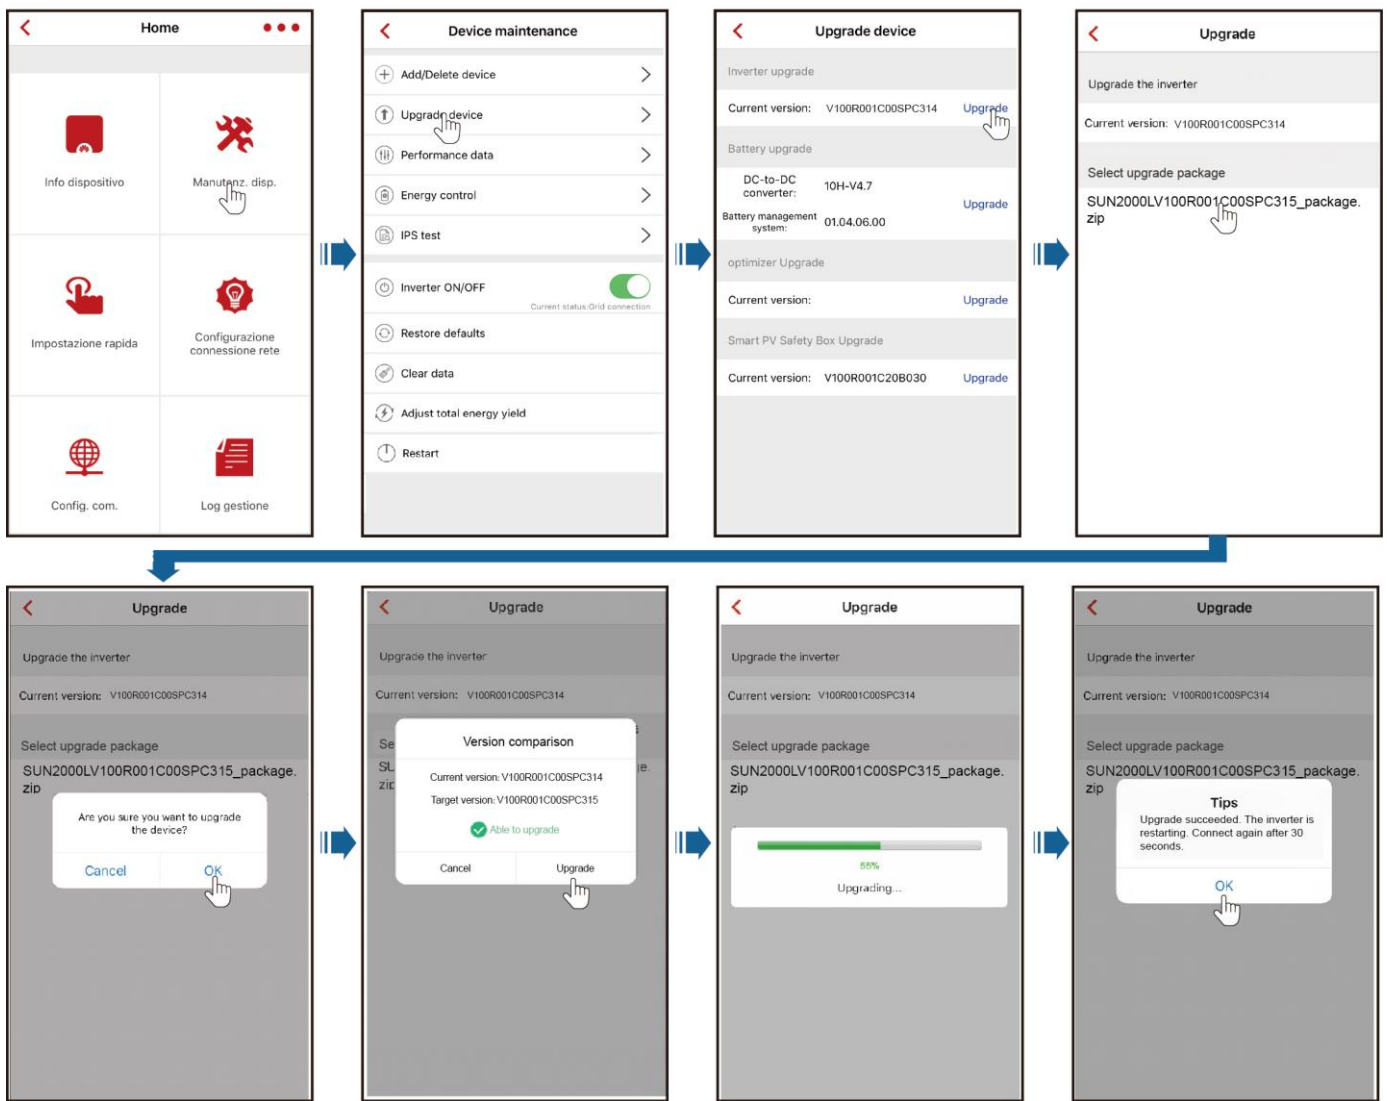 Home
Info dispositivo
Manutenz. disp.
Impostazione rapida
Configurazione
connessione rete
Config. com.
Log gestione
Device maintenance
Add/Delete device
Upgrade device
Performance data
Energy control
IPS test
Inverter ON/OFF
Current status:Grid connection
Restore defaults
Clear data
Adjust total energy yield
Restart
Upgrade device
Inverter upgrade
Current version: V100R001C00SPC314 Upgrade
Battery upgrade
DC-to-DC
converter: 10H-V4.7
Upgrade
Battery management
system: 01.04.06.00
optimizer Upgrade
Current version: Upgrade
Smart PV Safety Box Upgrade
Current version: V100R001C20B030 Upgrade
Upgrade
Upgrade the inverter
Current version: V100R001C00SPC314
Select upgrade package
SUN2000LV100R001C00SPC315_package.
zip
Upgrade
Upgrade the inverter
Current version: V100R001C00SPC314
Select upgrade package
SUN2000LV100R001C00SPC315_package.
zip
Are you sure you want to upgrade
the device?
Cancel OK
Upgrade
Upgrade the inverter
Current version: V100R001C00SPC314
Se
SU
zip
e.
Version comparison
Current version: V100R001C00SPC314
Target version: V100R001C00SPC315
Able to upgrade
Cancel Upgrade
Upgrade
Upgrade the inverter
Current version: V100R001C00SPC314
Select upgrade package
SUN2000LV100R001C00SPC315_package.
zip
55%
Upgrading...
Upgrade
Upgrade the inverter
Current version: V100R001C00SPC314
Select upgrade package
SUN2000LV100R001C00SPC315_package.
zip
Tips
Upgrade succeeded. The inverter is
restarting. Connect again after 30
seconds.
OK